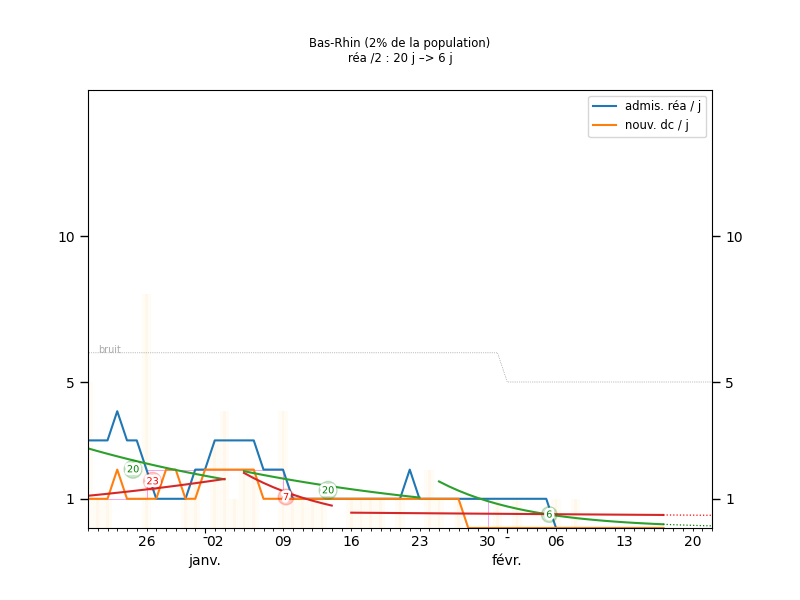 Bas-Rhin (2% de la population)
réa /2 : 20 j –> 6 j
admis. réa / j
nouv. dc / j
10 10
bruit
5 5
20
23
20
7
6
1 1
26 02 09 16 23 30 06 13 20
janv. févr.